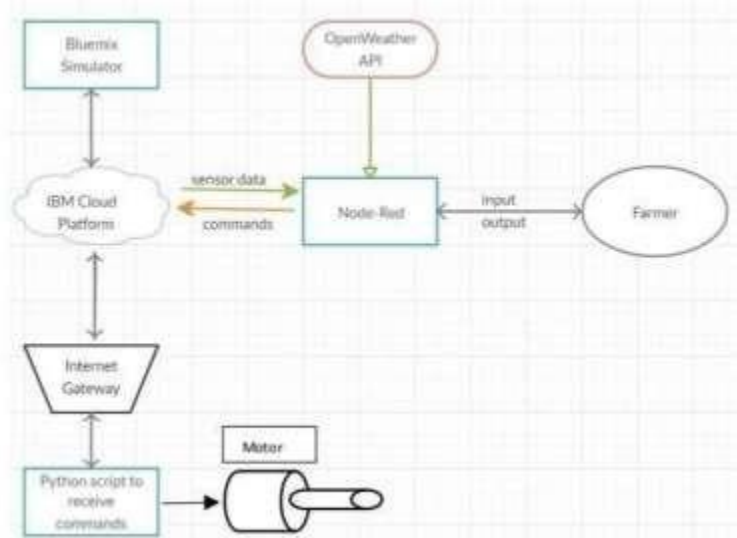 Bluemix
Simulator
OpenWeather
API
sensor data
IBM Cloud
Platform
commands
Node-Red
input
output
Farmer
Internet
Gateway
Motor
Python script to
receive
commands